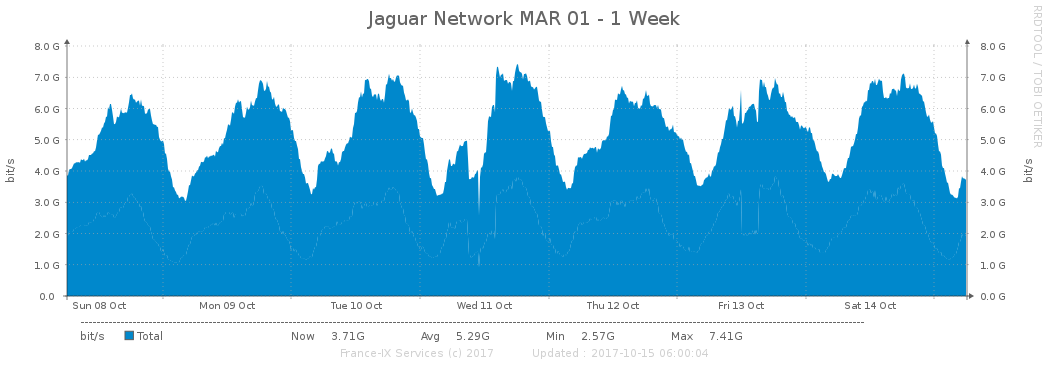 Jaguar Network MAR 01 - 1 Week
RRDTOOL / TOBI OETIKER
8.0 G 8.0 G
7.0 G 7.0 G
6.0 G 6.0 G
5.0 G 5.0 G
4.0 G 4.0 G
3.0 G 3.0 G
2.0 G 2.0 G
1.0 G 1.0 G
0.0 0.0 G
bit/s bit/s
Sun 08 Oct Mon 09 Oct Tue 10 Oct Wed 11 Oct Thu 12 Oct Fri 13 Oct Sat 14 Oct
bit/s Total Now 3.71G Avg 5.29G Min 2.57G Max 7.41G
France-IX Services (c) 2017 Updated : 2017-10-15 06:00:04